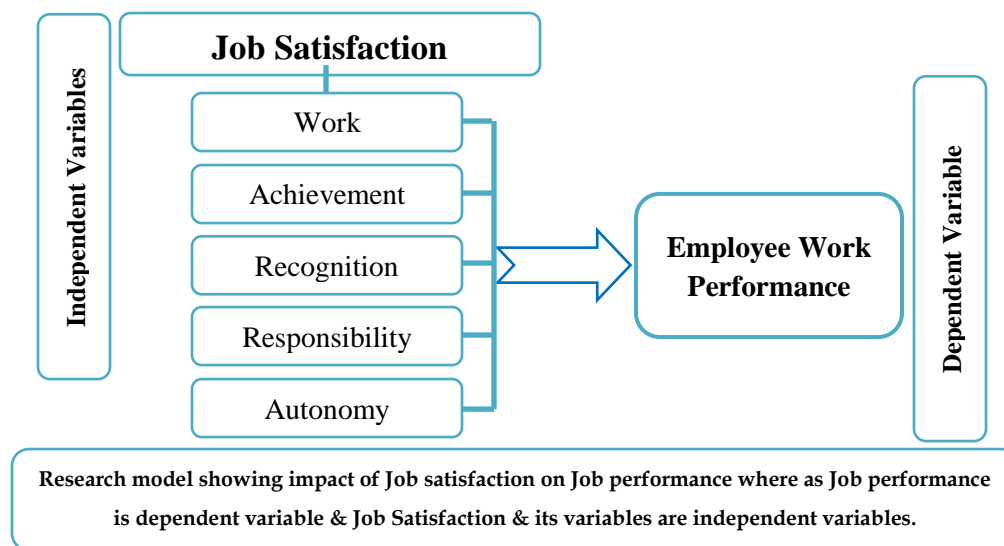 Job Satisfaction
Independent Variables
Work
Achievement
Recognition
Responsibility
Autonomy
Employee Work
Performance
Dependent Variable
Research model showing impact of Job satisfaction on Job performance where as Job performance
is dependent variable & Job Satisfaction & its variables are independent variables.